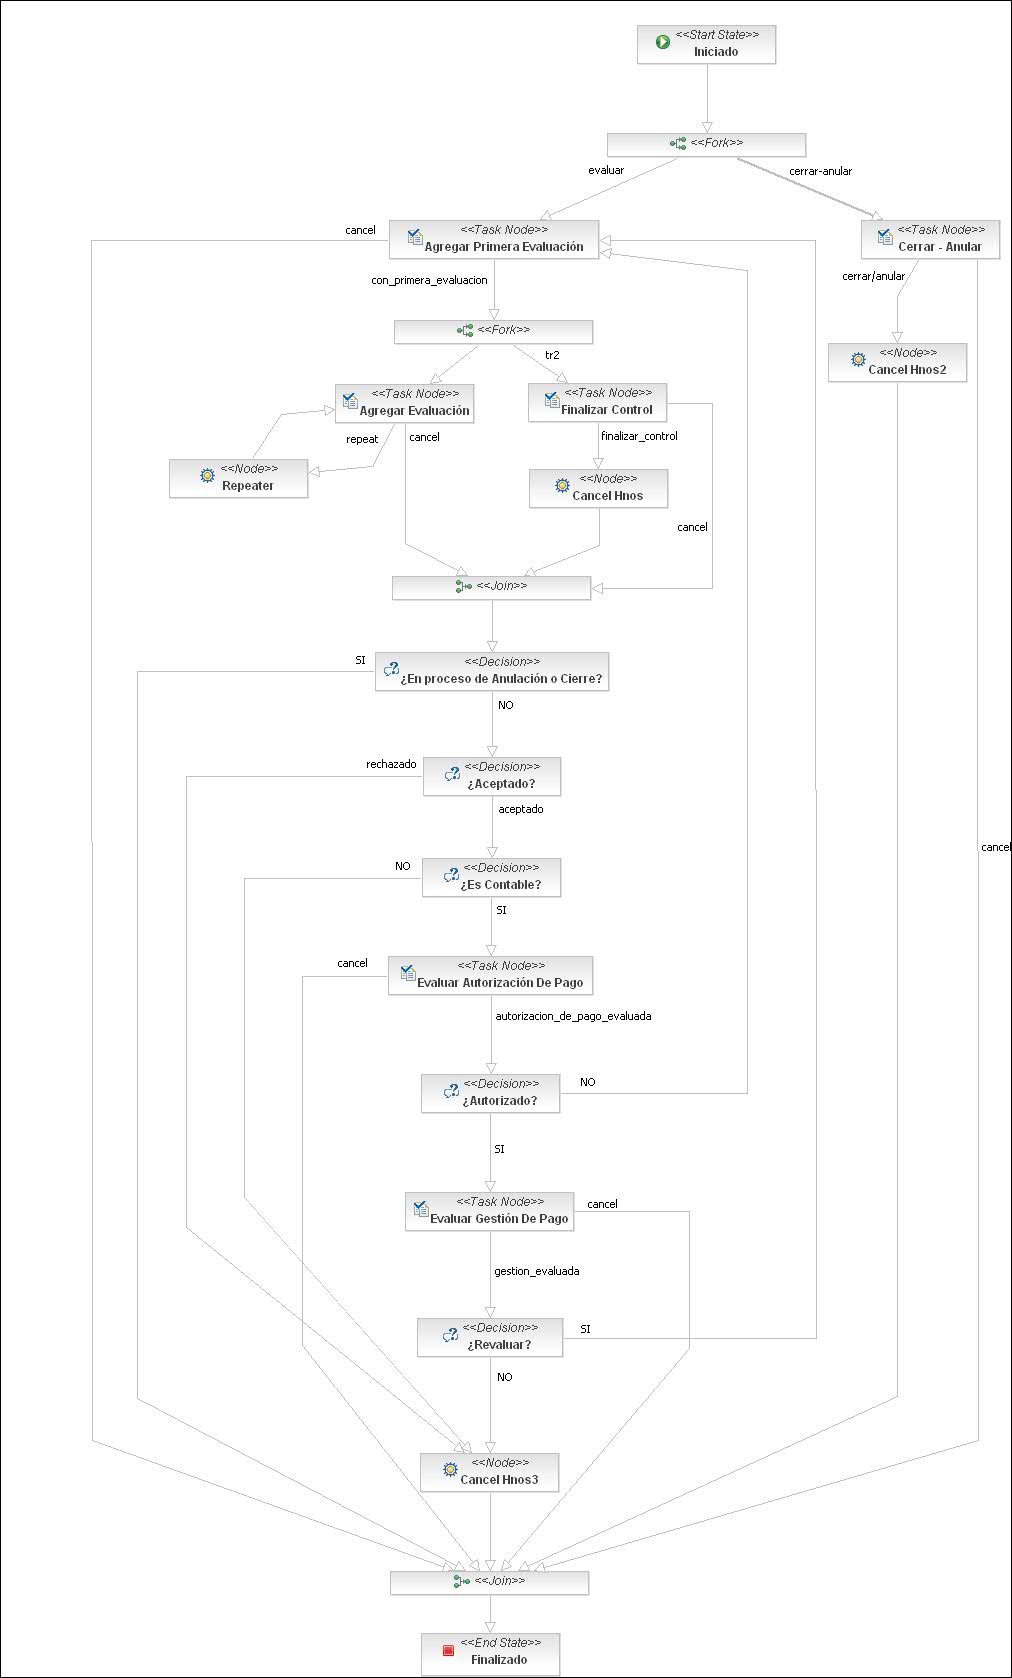 <<Start State>>
Iniciado
<<Fork>>
evaluar
cerrar-anular
<<Task Node>>
Agregar Primera Evaluación
<<Task Node>>
Cerrar - Anular
cancel
con_primera_evaluacion
cerrar/anular
<<Fork>>
tr2
<<Node>>
Cancel Hnos2
<<Task Node>>
Agregar Evaluación
<<Task Node>>
Finalizar Control
repeat
cancel
finalizar_control
<<Node>>
Repeater
<<Node>>
Cancel Hnos
cancel
<<Join>>
SI
<<Decision>>
¿En proceso de Anulación o Cierre?
NO
rechazado
<<Decision>>
¿Aceptado?
aceptado
cancel
NO
<<Decision>>
¿Es Contable?
SI
cancel
<<Task Node>>
Evaluar Autorización De Pago
autorizacion_de_pago_evaluada
<<Decision>>
¿Autorizado?
NO
SI
<<Task Node>>
Evaluar Gestión De Pago
cancel
gestion_evaluada
<<Decision>>
¿Revaluar?
SI
NO
<<Node>>
Cancel Hnos3
<<Join>>
<<End State>>
Finalizado